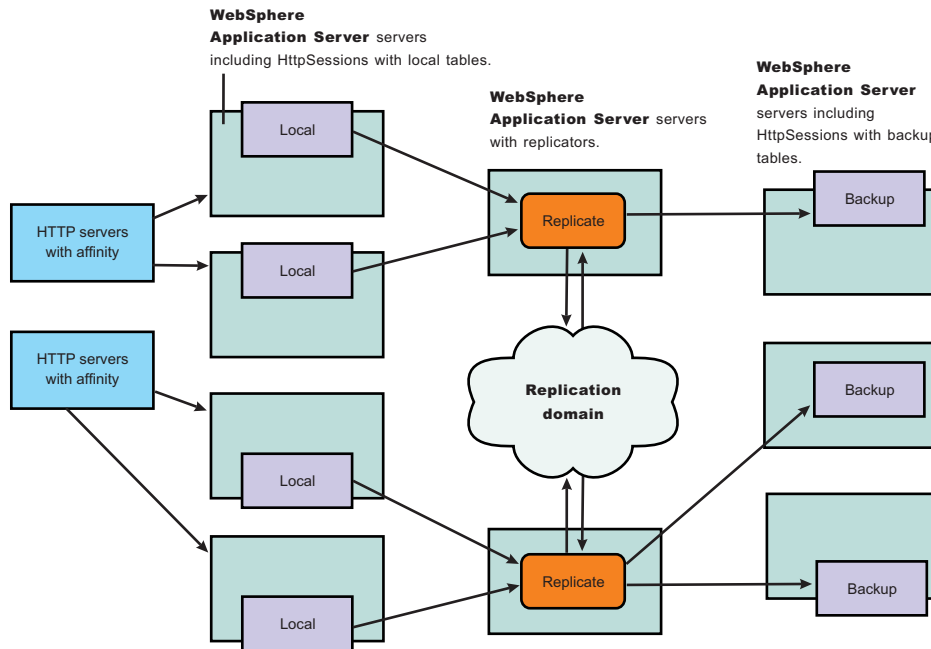 WebSphere
Application Server servers
including HttpSessions with local tables.
WebSphere
Application Server servers
with replicators.
WebSphere
Application Server
servers including
HttpSessions with backup
tables.
Local
Local
Local
Local
HTTP servers
with affinity
HTTP servers
with affinity
Replicate
Replication
domain
Replicate
Backup
Backup
Backup